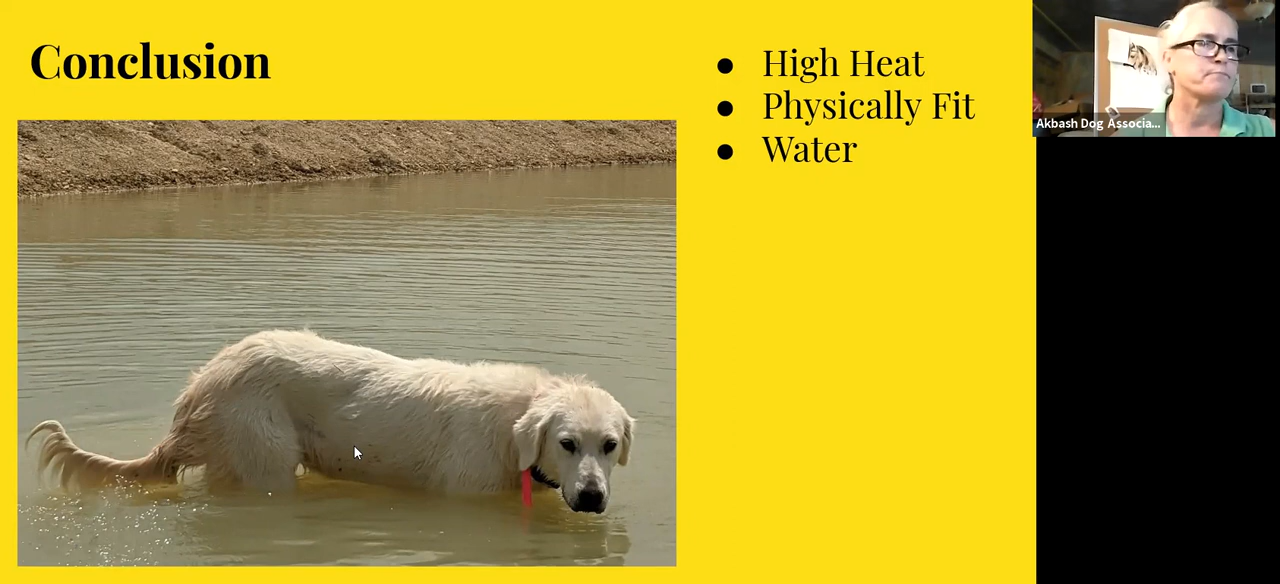 Conclusion
● High Heat
● Physically Fit
● Water
Akbash Dog Associa...